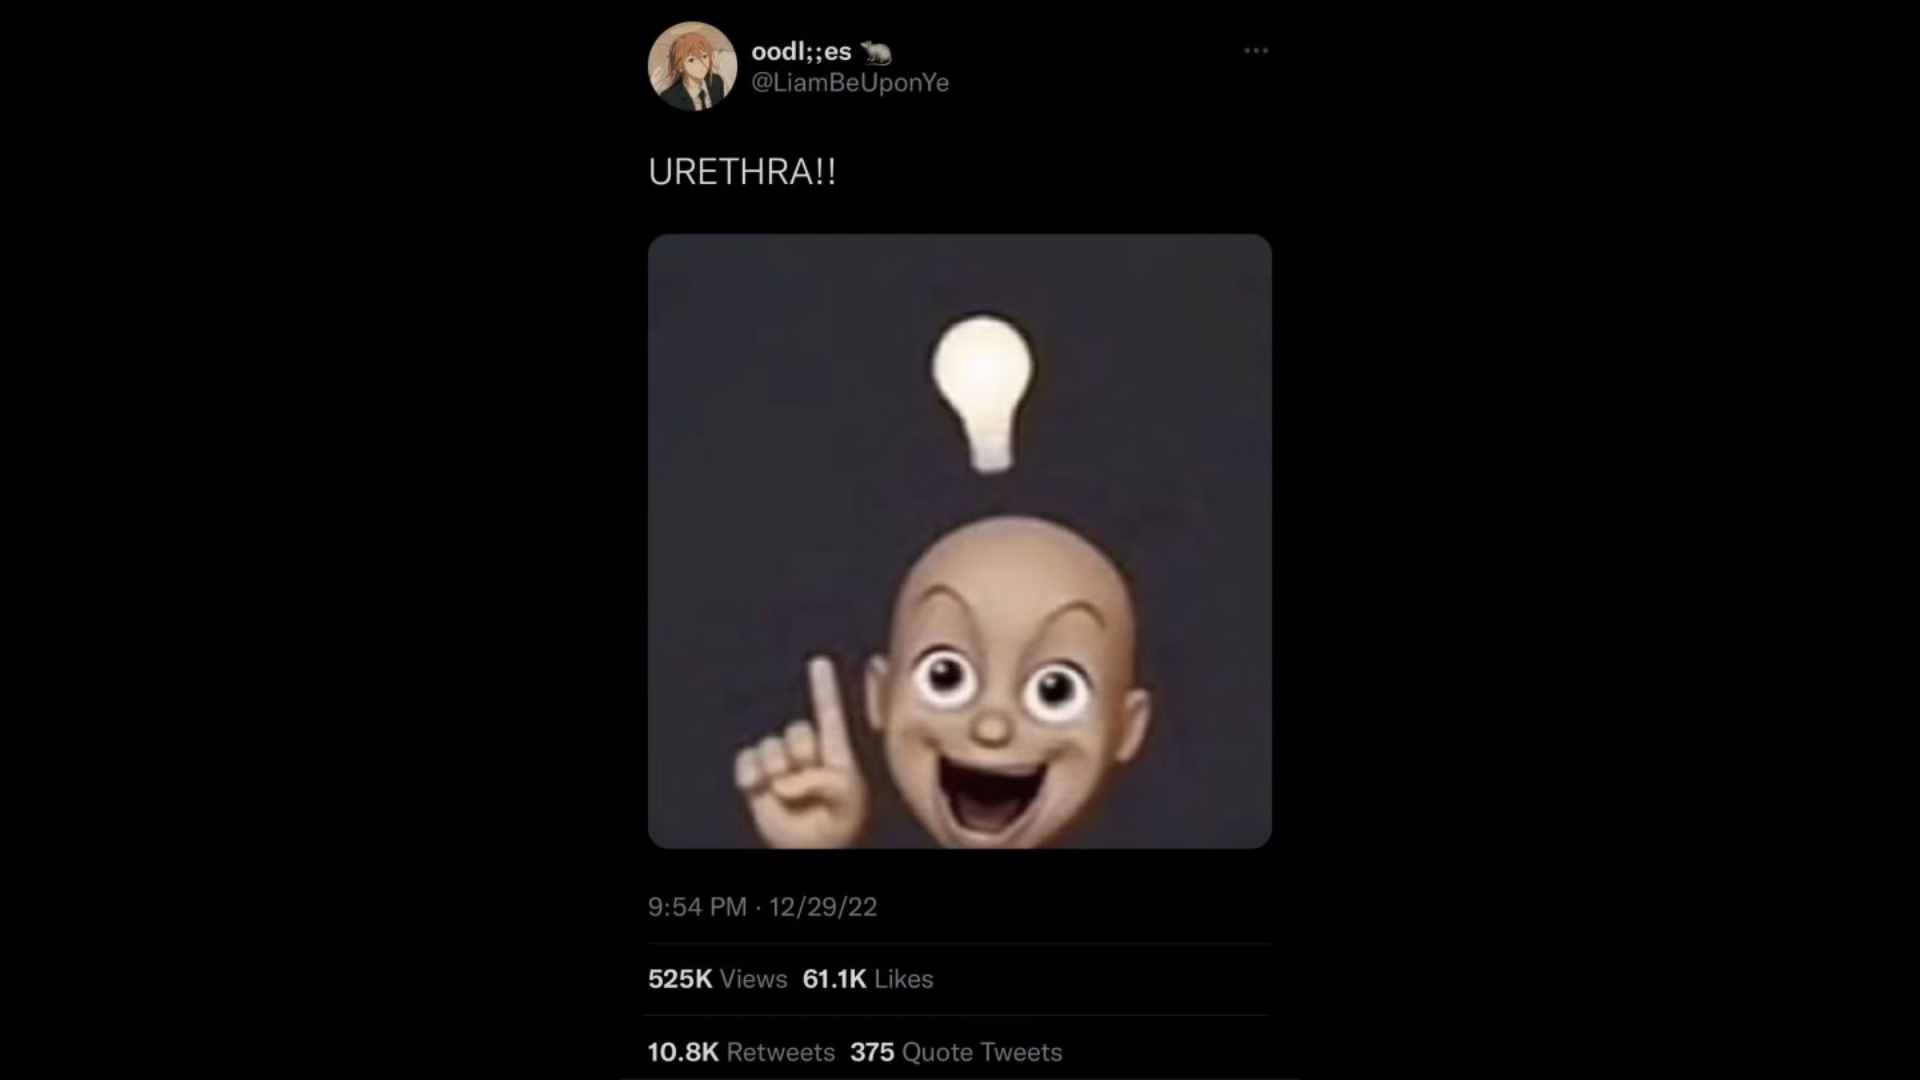 oodl;;es 🐀
@LiamBeUponYe
URETHRA!!
9:54 PM · 12/29/22
525K Views 61.1K Likes
10.8K Retweets 375 Quote Tweets